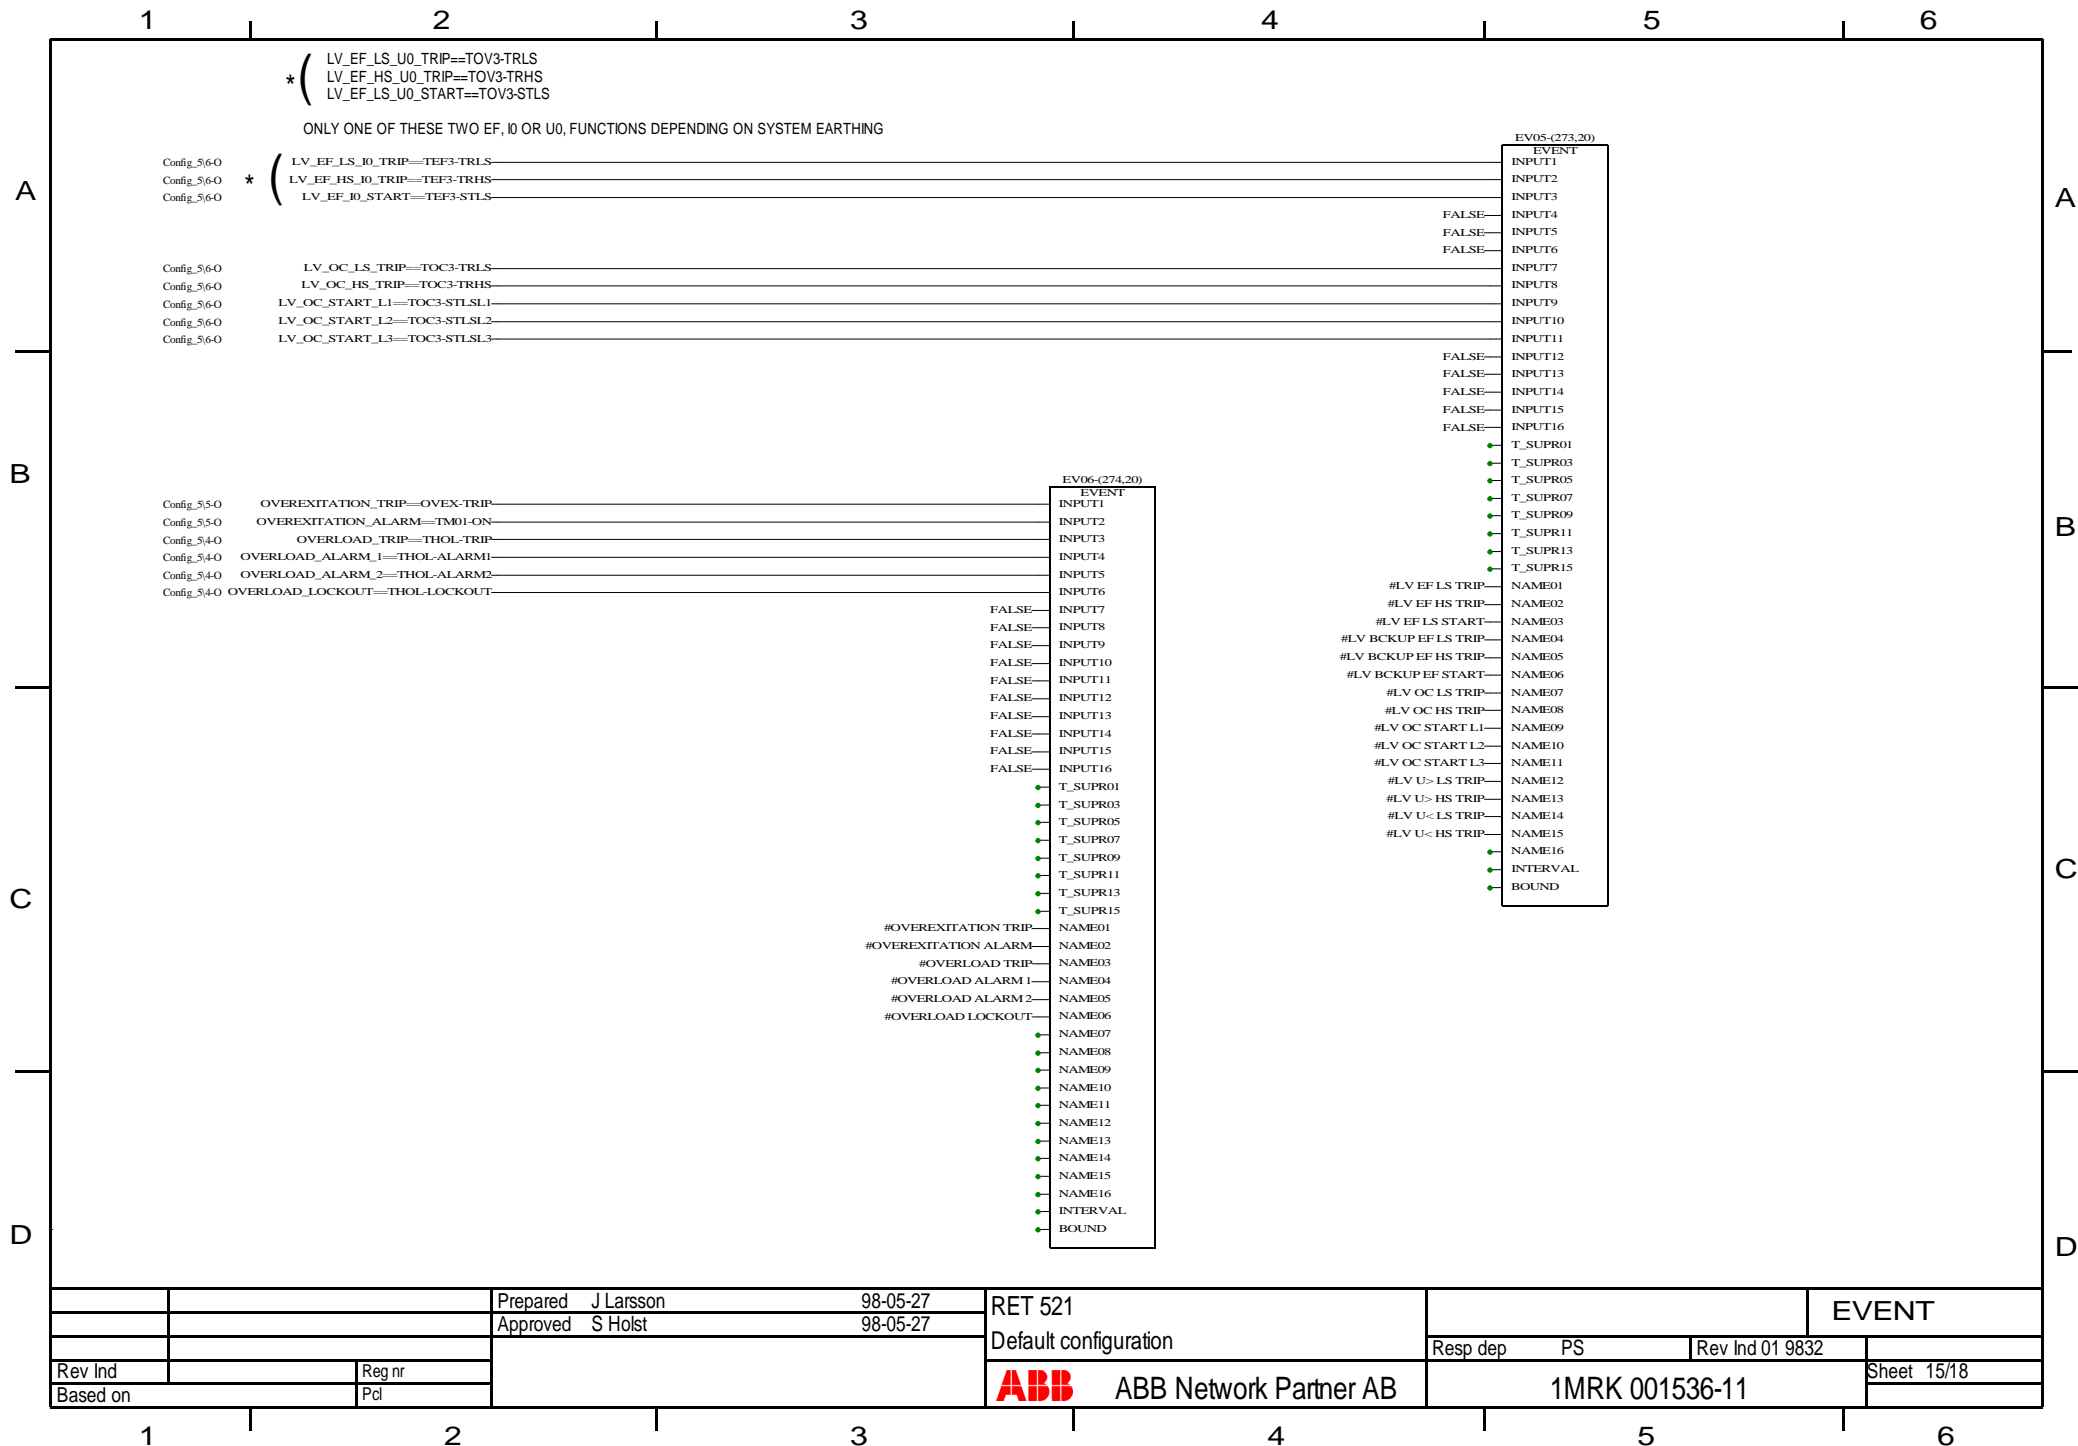 1 2 3 4 5 6
LV_EF_LS_U0_TRIP==TOV3-TRLS
* ( LV_EF_HS_U0_TRIP==TOV3-TRHS
LV_EF_LS_U0_START==TOV3-STLS
ONLY ONE OF THESE TWO EF, I0 OR U0, FUNCTIONS DEPENDING ON SYSTEM EARTHING
EV05-(273,20)
EVENT
Config_5\6-O LV_EF_LS_I0_TRIP==TEF3-TRLS INPUT1
A Config_5\6-O * ( LV_EF_HS_I0_TRIP==TEF3-TRHS INPUT2 A
Config_5\6-O LV_EF_I0_START==TEF3-STLS INPUT3
FALSE INPUT4
FALSE INPUT5
FALSE INPUT6
Config_5\6-O LV_OC_LS_TRIP==TOC3-TRLS INPUT7
Config_5\6-O LV_OC_HS_TRIP==TOC3-TRHS INPUT8
Config_5\6-O LV_OC_START_L1==TOC3-STLSL1 INPUT9
Config_5\6-O LV_OC_START_L2==TOC3-STLSL2 INPUT10
Config_5\6-O LV_OC_START_L3==TOC3-STLSL3 INPUT11
FALSE INPUT12
FALSE INPUT13
FALSE INPUT14
FALSE INPUT15
FALSE INPUT16
T_SUPR01
T_SUPR03
T_SUPR05
T_SUPR07
T_SUPR09
T_SUPR11
T_SUPR13
T_SUPR15
#LV EF LS TRIP NAME01
#LV EF HS TRIP NAME02
#LV EF LS START NAME03
#LV BCKUP EF LS TRIP NAME04
#LV BCKUP EF HS TRIP NAME05
#LV BCKUP EF START NAME06
#LV OC LS TRIP NAME07
#LV OC HS TRIP NAME08
#LV OC START L1 NAME09
#LV OC START L2 NAME10
#LV OC START L3 NAME11
#LV U> LS TRIP NAME12
#LV U> HS TRIP NAME13
#LV U< LS TRIP NAME14
#LV U< HS TRIP NAME15
NAME16
INTERVAL
BOUND
B B
EV06-(274,20)
EVENT
Config_5\5-O OVEREXITATION_TRIP==OVEX-TRIP INPUT1
Config_5\5-O OVEREXITATION_ALARM==TM01-ON INPUT2
Config_5\4-O OVERLOAD_TRIP==THOL-TRIP INPUT3
Config_5\4-O OVERLOAD_ALARM_1==THOL-ALARM1 INPUT4
Config_5\4-O OVERLOAD_ALARM_2==THOL-ALARM2 INPUT5
Config_5\4-O OVERLOAD_LOCKOUT==THOL-LOCKOUT INPUT6
FALSE INPUT7
FALSE INPUT8
FALSE INPUT9
FALSE INPUT10
FALSE INPUT11
FALSE INPUT12
FALSE INPUT13
FALSE INPUT14
FALSE INPUT15
FALSE INPUT16
T_SUPR01
T_SUPR03
T_SUPR05
T_SUPR07
T_SUPR09
T_SUPR11
T_SUPR13
T_SUPR15
C C
#OVEREXITATION TRIP NAME01
#OVEREXITATION ALARM NAME02
#OVERLOAD TRIP NAME03
#OVERLOAD ALARM 1 NAME04
#OVERLOAD ALARM 2 NAME05
#OVERLOAD LOCKOUT NAME06
NAME07
NAME08
NAME09
NAME10
NAME11
NAME12
NAME13
NAME14
NAME15
NAME16
INTERVAL
BOUND
D D
Prepared J Larsson 98-05-27
Approved S Holst 98-05-27
RET 521
Default configuration
EVENT
Resp dep PS Rev Ind 01 9832
Rev Ind Reg nr
Based on Pcl
ABB ABB Network Partner AB
1MRK 001536-11
Sheet 15/18
1 2 3 4 5 6